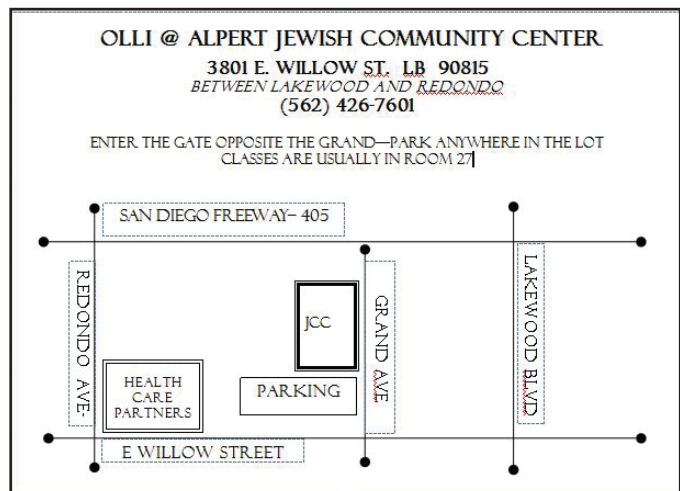 OLLI @ ALPERT JEWISH COMMUNITY CENTER
3801 E. WILLOW ST. LB 90815
BETWEEN LAKEWOOD AND REDONDO
(562) 426-7601
ENTER THE GATE OPPOSITE THE GRAND—PARK ANYWHERE IN THE LOT
CLASSES ARE USUALLY IN ROOM 27
SAN DIEGO FREEWAY– 405
REDONDO AVE-
JCC
GRAND AVE
LAKEWOOD BLVD
HEALTH
CARE
PARTNERS
PARKING
E WILLOW STREET